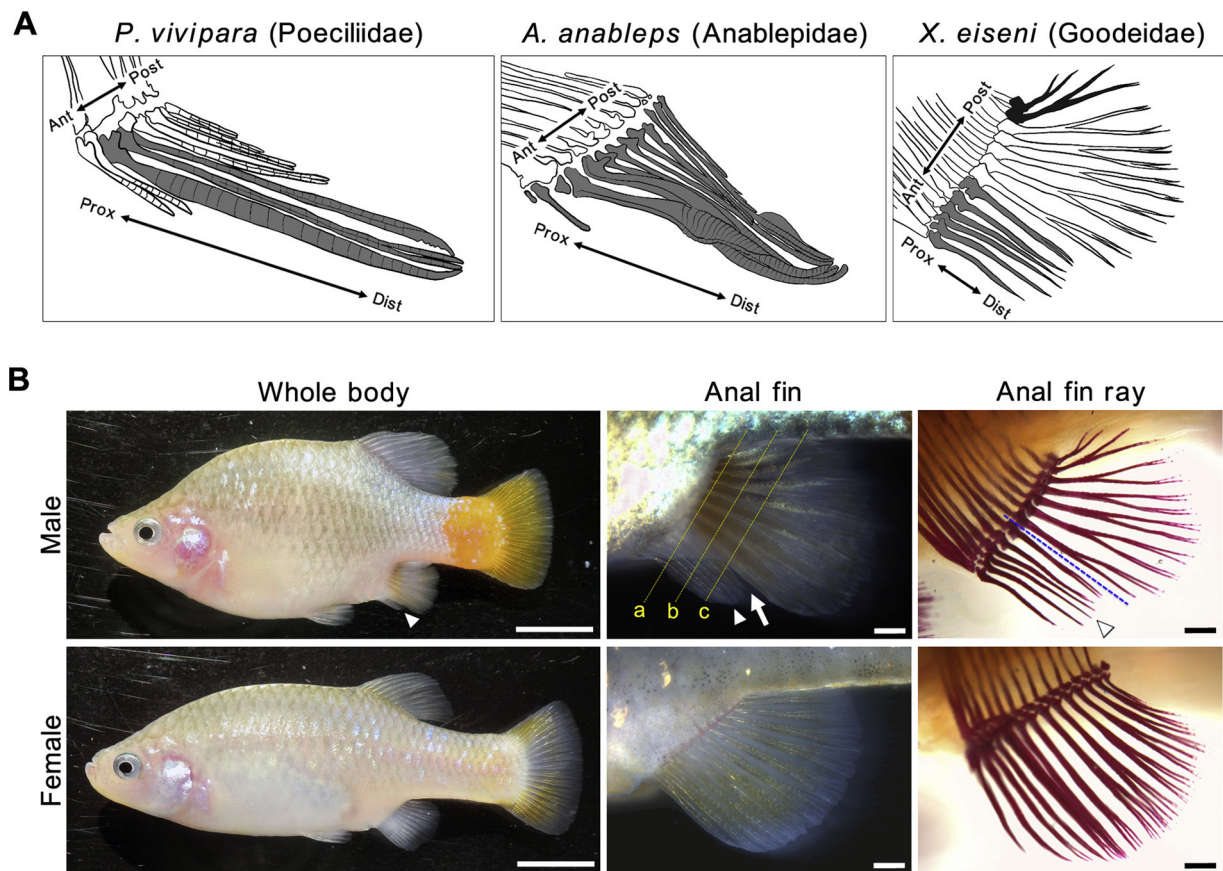 A
P. vivipara (Poeciliidae)
A. anableps (Anablepidae)
X. eiseni (Goodeidae)
Ant
Post
Prox
Dist
Ant
Post
Prox
Dist
Ant
Post
Prox
Dist
B
Whole body
Anal fin
Anal fin ray
Male
a
b
c
Female